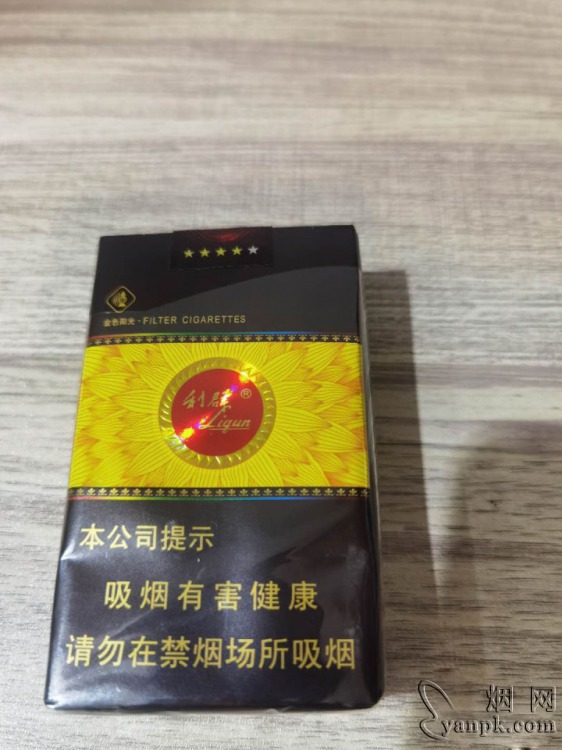 金色阳光·FILTER CIGARETTES
利群®
Liqun
本公司提示
吸烟有害健康
请勿在禁烟场所吸烟
烟网
yanpk.com